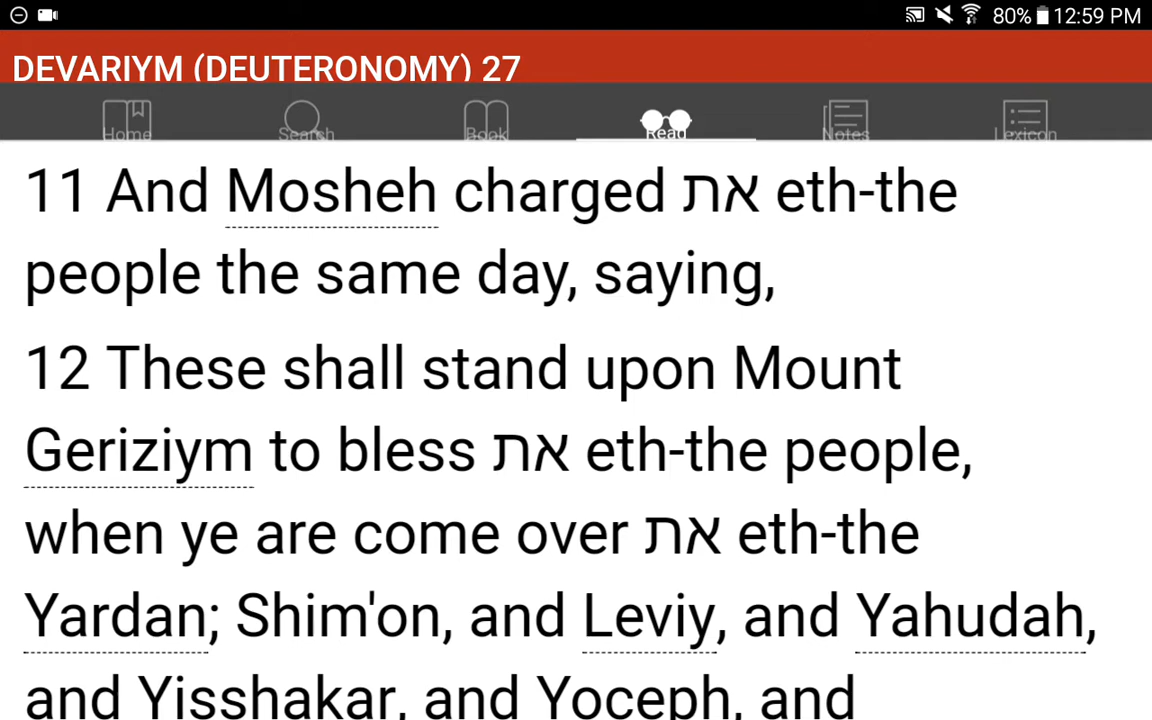 80% 12:59 PM
DEVARIYM (DEUTERONOMY) 27
Home Search Book Read Notes Lexicon
11 And Mosheh charged את eth-the
people the same day, saying,
12 These shall stand upon Mount
Geriziym to bless את eth-the people,
when ye are come over את eth-the
Yardan; Shim'on, and Leviy, and Yahudah,
and Yisshakar, and Yoceph, and